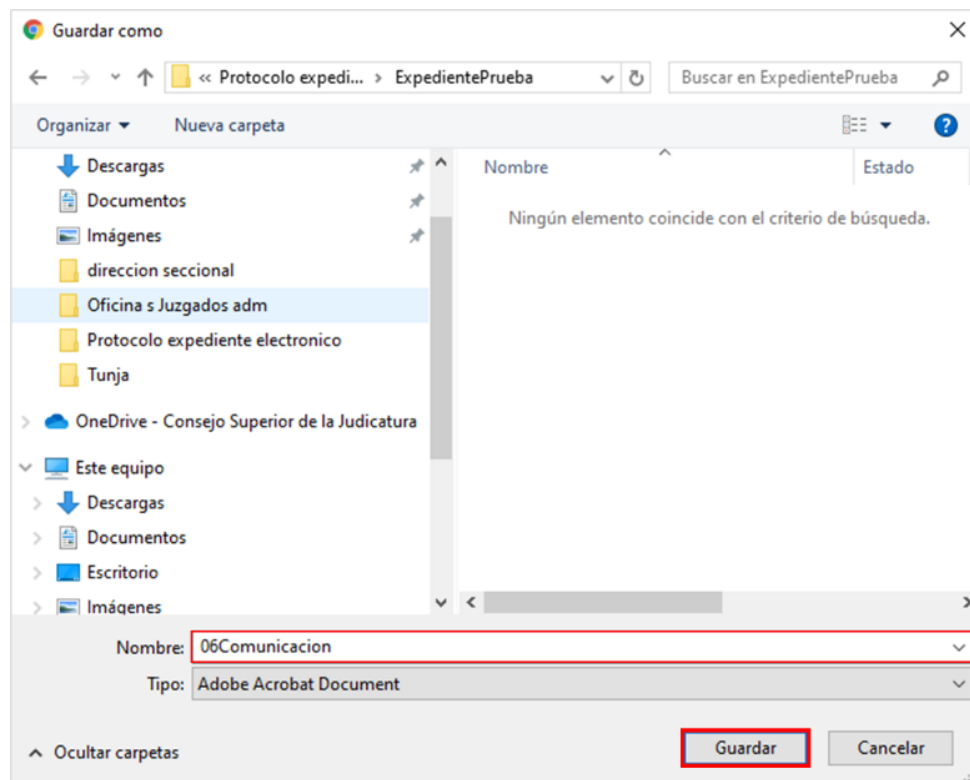 Guardar como
« Protocolo expedi... › ExpedientePrueba
Buscar en ExpedientePrueba
Organizar
Nueva carpeta
?
Descargas
Documentos
Imágenes
direccion seccional
Oficina s Juzgados adm
Protocolo expediente electronico
Tunja
OneDrive - Consejo Superior de la Judicatura
Este equipo
Descargas
Documentos
Escritorio
Imágenes
Nombre
Estado
Ningún elemento coincide con el criterio de búsqueda.
Nombre: 06Comunicacion
Tipo: Adobe Acrobat Document
Ocultar carpetas
Guardar
Cancelar